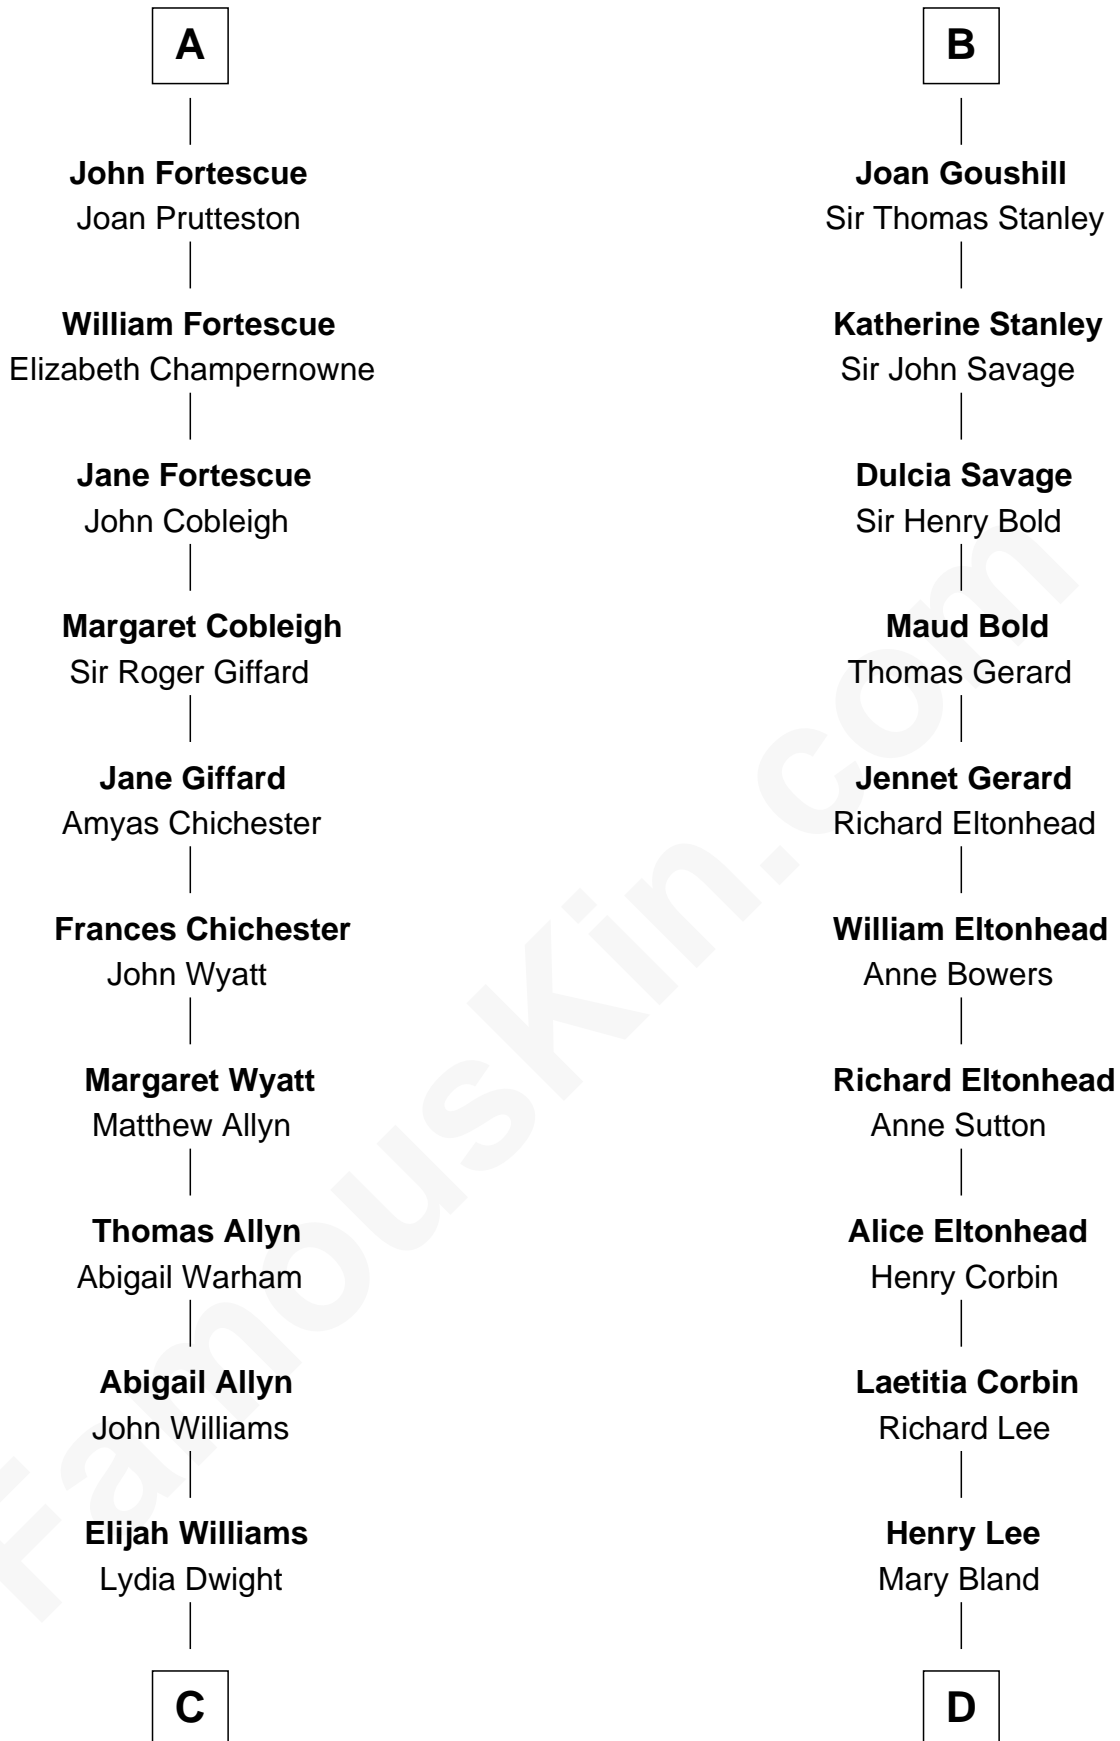 A
John Fortescue
Joan Prutteston
William Fortescue
Elizabeth Champernowne
Jane Fortescue
John Cobleigh
Margaret Cobleigh
Sir Roger Giffard
Jane Giffard
Amyas Chichester
Frances Chichester
John Wyatt
Margaret Wyatt
Matthew Allyn
Thomas Allyn
Abigail Warham
Abigail Allyn
John Williams
Elijah Williams
Lydia Dwight
C
B
Joan Goushill
Sir Thomas Stanley
Katherine Stanley
Sir John Savage
Dulcia Savage
Sir Henry Bold
Maud Bold
Thomas Gerard
Jennet Gerard
Richard Eltonhead
William Eltonhead
Anne Bowers
Richard Eltonhead
Anne Sutton
Alice Eltonhead
Henry Corbin
Laetitia Corbin
Richard Lee
Henry Lee
Mary Bland
D
FamousKin.com